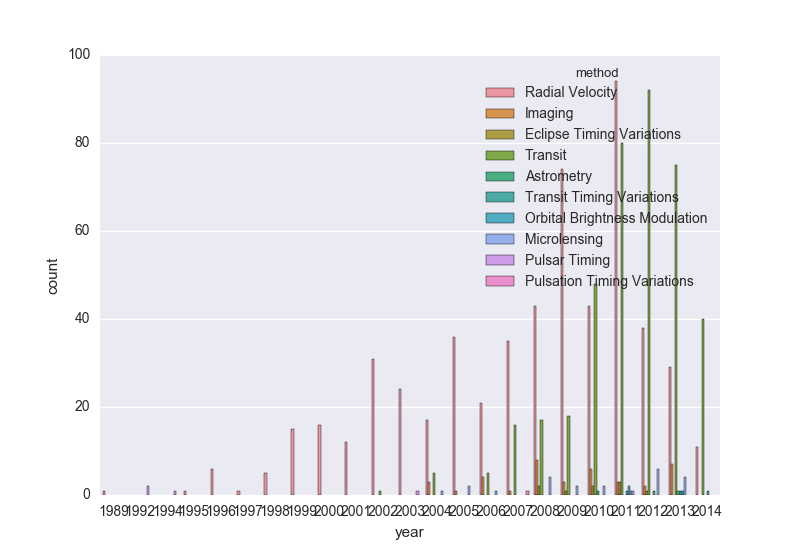 100
80
60
40
20
0
count
method
Radial Velocity
Imaging
Eclipse Timing Variations
Transit
Astrometry
Transit Timing Variations
Orbital Brightness Modulation
Microlensing
Pulsar Timing
Pulsation Timing Variations
1989 1992 1994 1995 1996 1997 1998 1999 2000 2001 2002 2003 2004 2005 2006 2007 2008 2009 2010 2011 2012 2013 2014
year